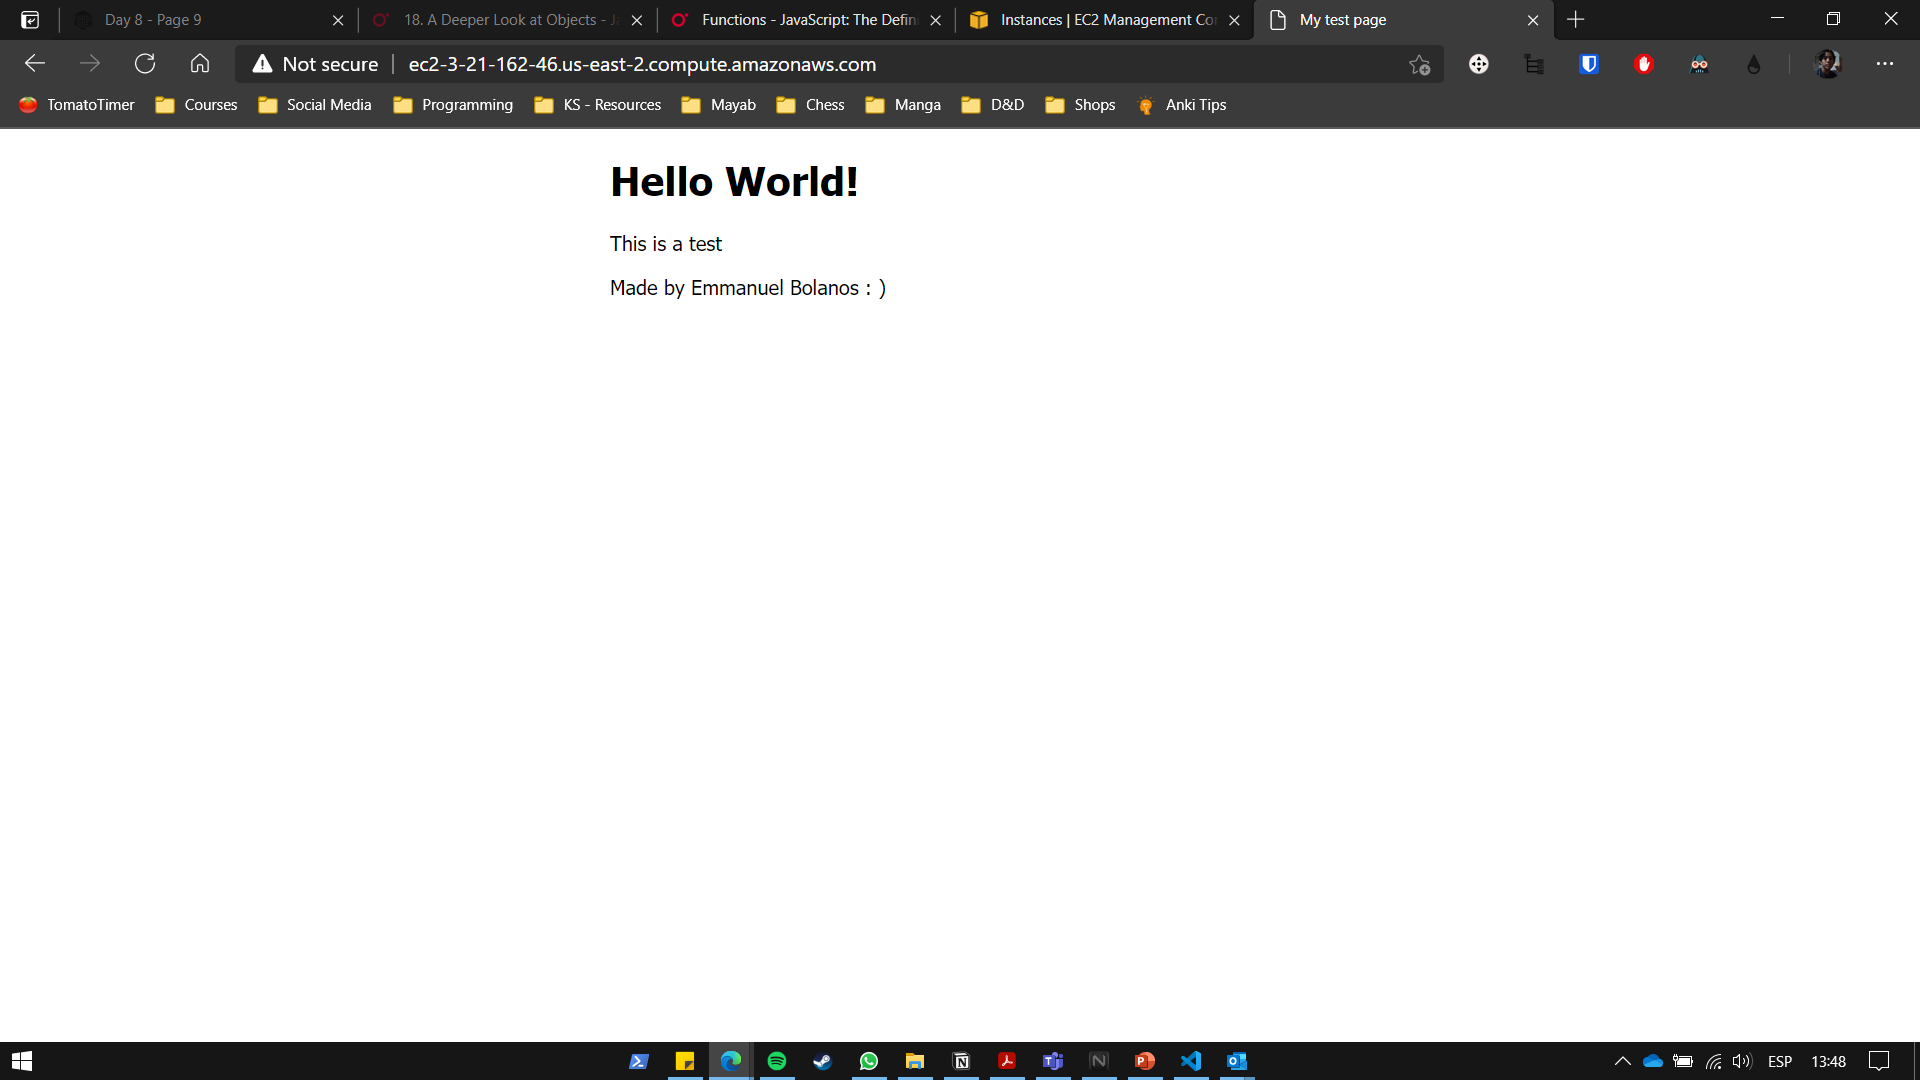 Day 8 - Page 9
18. A Deeper Look at Objects - Ja
Functions - JavaScript: The Defin
Instances | EC2 Management Co
My test page
Not secure
ec2-3-21-162-46.us-east-2.compute.amazonaws.com
TomatoTimer
Courses
Social Media
Programming
KS - Resources
Mayab
Chess
Manga
D&D
Shops
Anki Tips
Hello World!
This is a test
Made by Emmanuel Bolanos : )
ESP
13:48